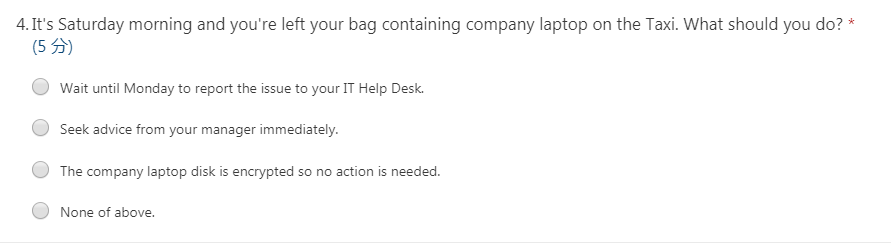 4. It's Saturday morning and you're left your bag containing company laptop on the Taxi. What should you do? *
(5 分)
Wait until Monday to report the issue to your IT Help Desk.
Seek advice from your manager immediately.
The company laptop disk is encrypted so no action is needed.
None of above.